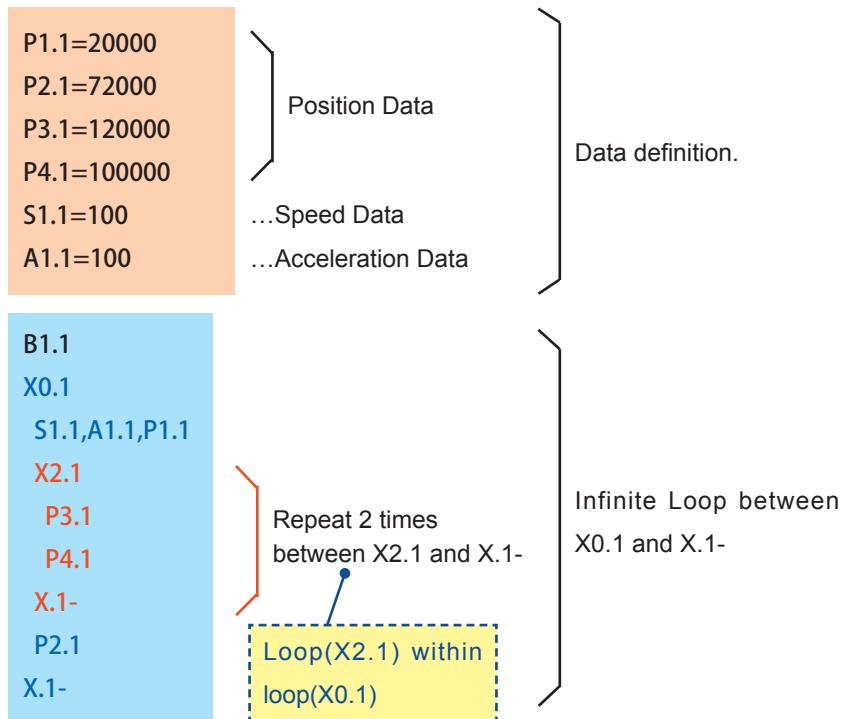 P1.1=20000
P2.1=72000
P3.1=120000
P4.1=100000
Position Data
S1.1=100
…Speed Data
A1.1=100
…Acceleration Data
Data definition.
B1.1
X0.1
S1.1,A1.1,P1.1
X2.1
P3.1
P4.1
X.1-
P2.1
X.1-
Repeat 2 times
between X2.1 and X.1-
Loop(X2.1) within
loop(X0.1)
Infinite Loop between
X0.1 and X.1-